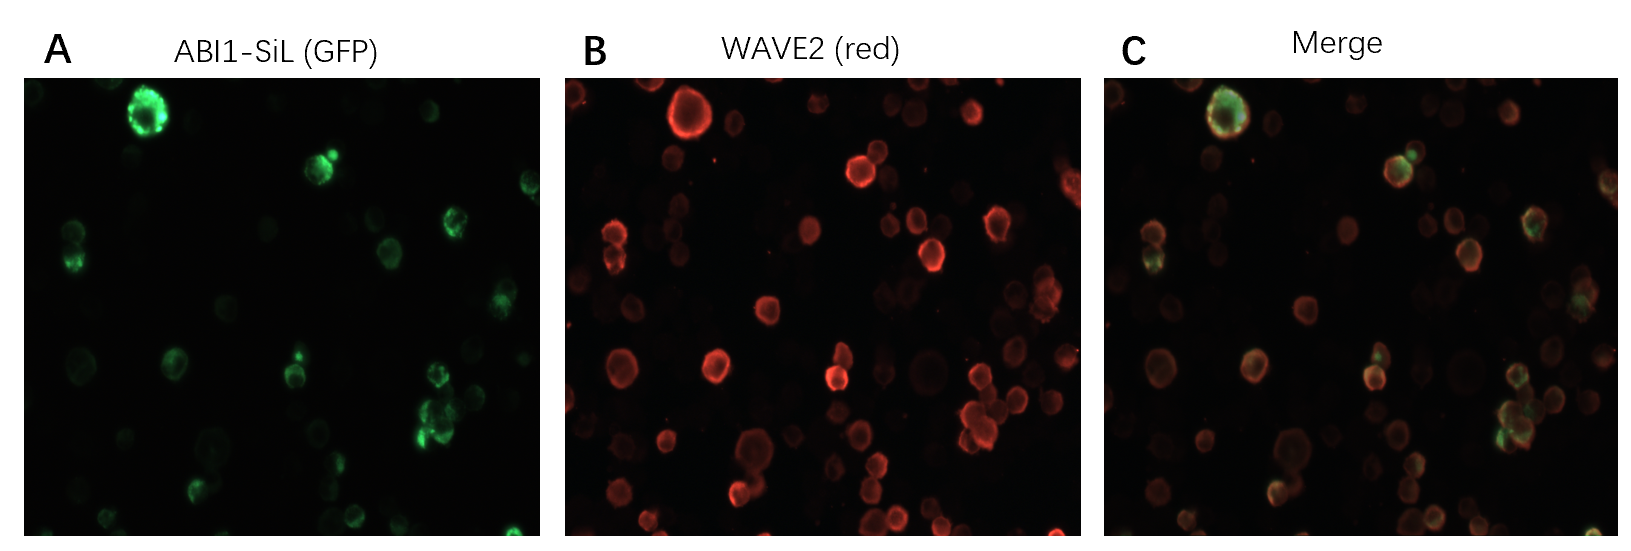 A ABI1-SiL (GFP) B WAVE2 (red) C Merge